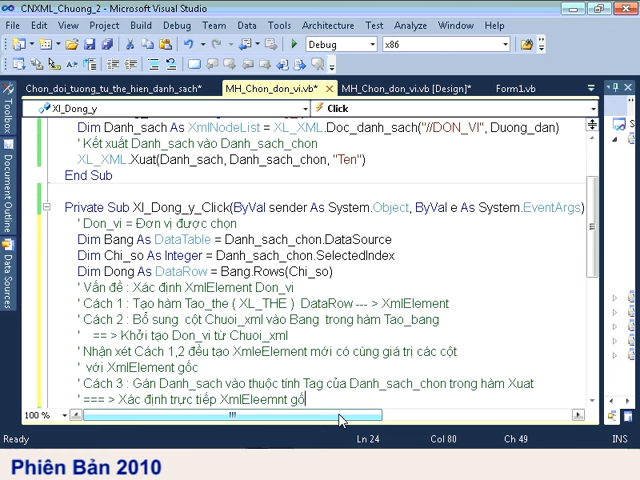 CNXML_Chuong_2 - Microsoft Visual Studio
File Edit View Project Build Debug Team Data Tools Architecture Test Analyze Window Help
Debug x86
Chon_doi_tuong_tu_the_hien_danh_sach* MH_Chon_don_vi.vb* MH_Chon_don_vi.vb [Design]* Form1.vb
Xl_Dong_y Click
Dim Danh_sach As XmlNodeList = XL_XML.Doc_danh_sach("//DON_VI", Duong_dan)
' Kết xuất Danh_sach vào Danh_sach_chon
XL_XML.Xuat(Danh_sach, Danh_sach_chon, "Ten")
End Sub
Private Sub Xl_Dong_y_Click(ByVal sender As System.Object, ByVal e As System.EventArgs)
' Don_vi = Đơn vị được chọn
Dim Bang As DataTable = Danh_sach_chon.DataSource
Dim Chi_so As Integer = Danh_sach_chon.SelectedIndex
Dim Dong As DataRow = Bang.Rows(Chi_so)
' Vấn đề : Xác định XmlElement Don_vi
' Cách 1 : Tạo hàm Tao_the ( XL_THE ) DataRow --- > XmlElement
' Cách 2 : Bổ sung cột Chuoi_xml vào Bang trong hàm Tao_bang
' == > Khởi tạo Don_vi từ Chuoi_xml
' Nhận xét Cách 1,2 đều tạo XmleElement mới có cùng giá trị các cột
' với XmlElement gốc
' Cách 3 : Gán Danh_sach vào thuộc tính Tag của Danh_sach_chon trong hàm Xuat
' === > Xác định trực tiếp XmlEleemnt gố
Toolbox
Document Outline
Data Sources
100 %
Ready Ln 24 Col 80 Ch 49 INS
Phiên Bản 2010